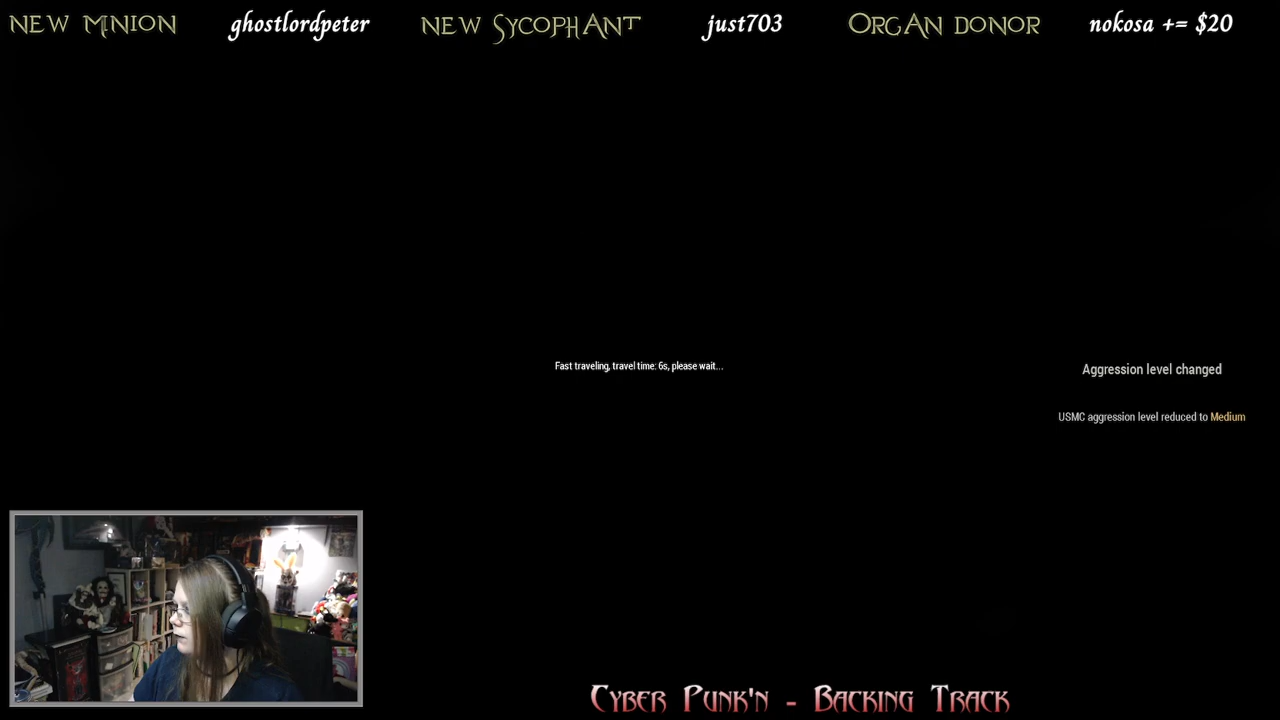 NEW MINION ghostlordpeter NEW SYCOPHANT just703 ORGAN DONOR nokosa += $20
Fast traveling, travel time: 6s, please wait...
Aggression level changed
USMC aggression level reduced to Medium
CYBER PUNK'N - BACKING TRACK